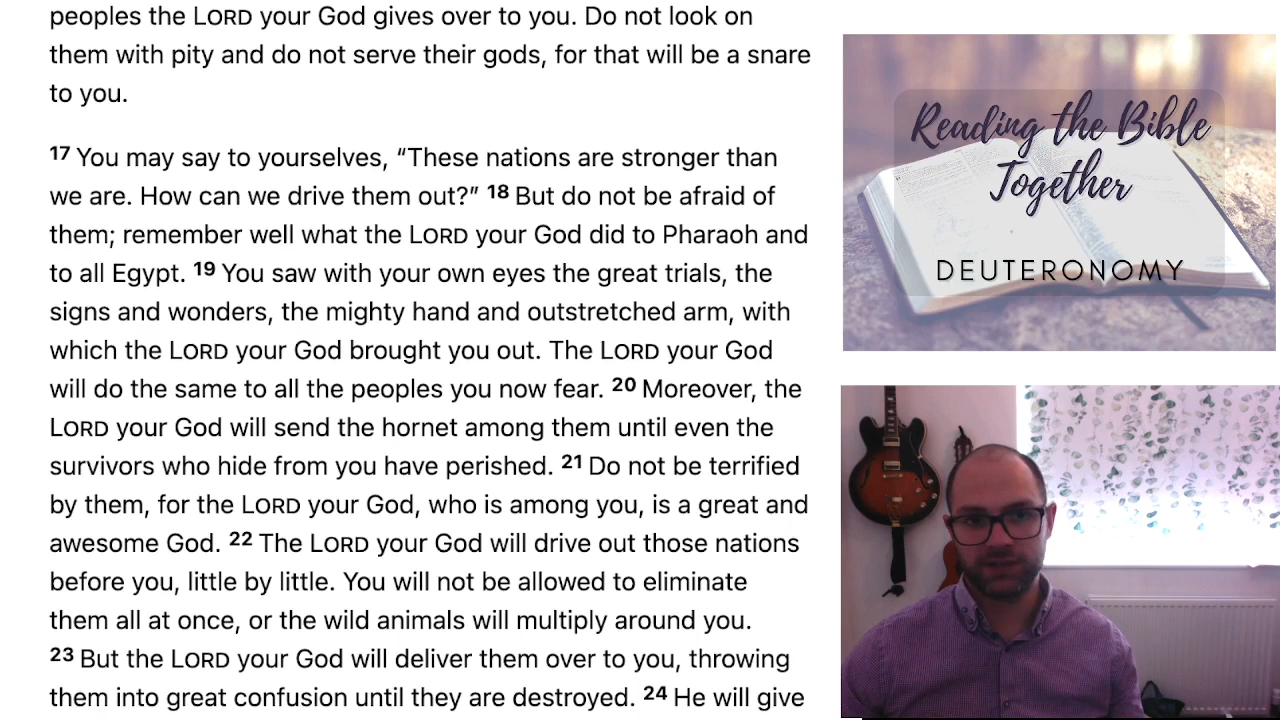 peoples the LORD your God gives over to you. Do not look on
them with pity and do not serve their gods, for that will be a snare
to you.
17 You may say to yourselves, “These nations are stronger than
we are. How can we drive them out?” 18 But do not be afraid of
them; remember well what the LORD your God did to Pharaoh and
to all Egypt. 19 You saw with your own eyes the great trials, the
signs and wonders, the mighty hand and outstretched arm, with
which the LORD your God brought you out. The LORD your God
will do the same to all the peoples you now fear. 20 Moreover, the
LORD your God will send the hornet among them until even the
survivors who hide from you have perished. 21 Do not be terrified
by them, for the LORD your God, who is among you, is a great and
awesome God. 22 The LORD your God will drive out those nations
before you, little by little. You will not be allowed to eliminate
them all at once, or the wild animals will multiply around you.
23 But the LORD your God will deliver them over to you, throwing
them into great confusion until they are destroyed. 24 He will give
Reading the Bible
Together
DEUTERONOMY